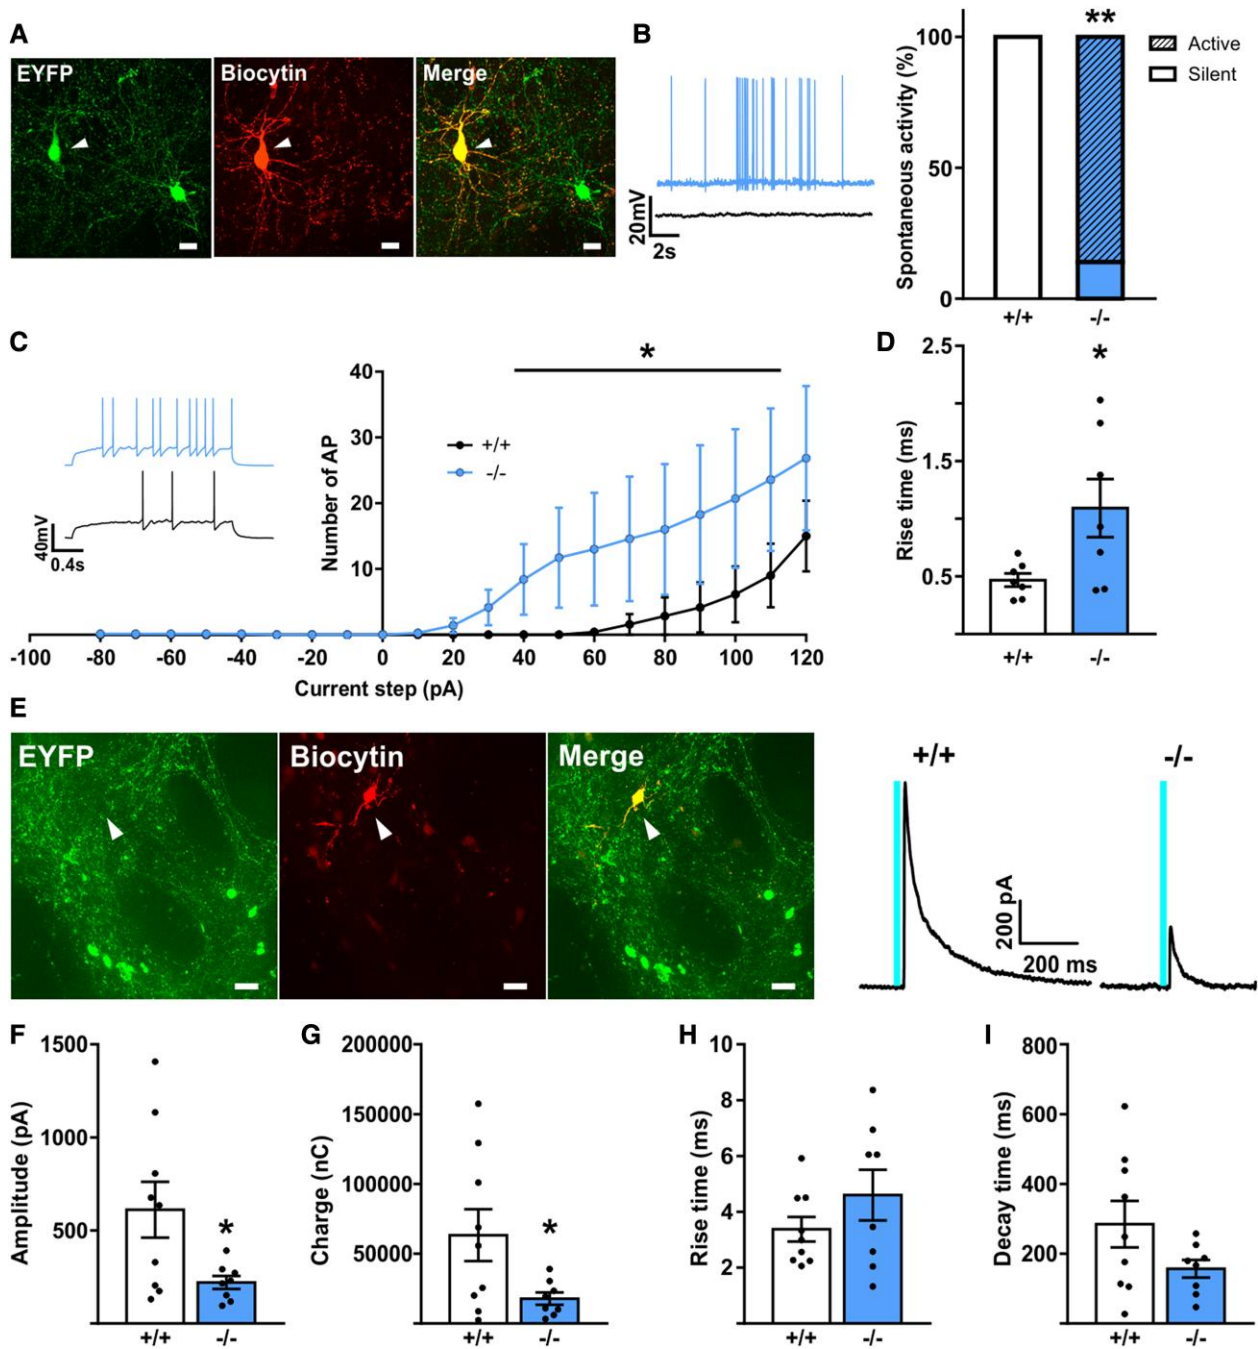 A
EYFP
Biocytin
Merge
B
20mV
2s
Spontaneous activity (%)
100
50
0
**
+/+
-/-
Active
Silent
C
40mV
0.4s
Number of AP
40
30
20
10
*
+/+
-/-
-100 -80 -60 -40 -20 0 20 40 60 80 100 120
Current step (pA)
D
Rise time (ms)
2.5
1.5
0.5
*
+/+
-/-
E
EYFP
Biocytin
Merge
+/+
-/-
200 pA
200 ms
F
Amplitude (pA)
1500
1000
500
*
+/+
-/-
G
Charge (nC)
200000
150000
100000
50000
*
+/+
-/-
H
Rise time (ms)
10
8
6
4
2
+/+
-/-
I
Decay time (ms)
800
600
400
200
+/+
-/-